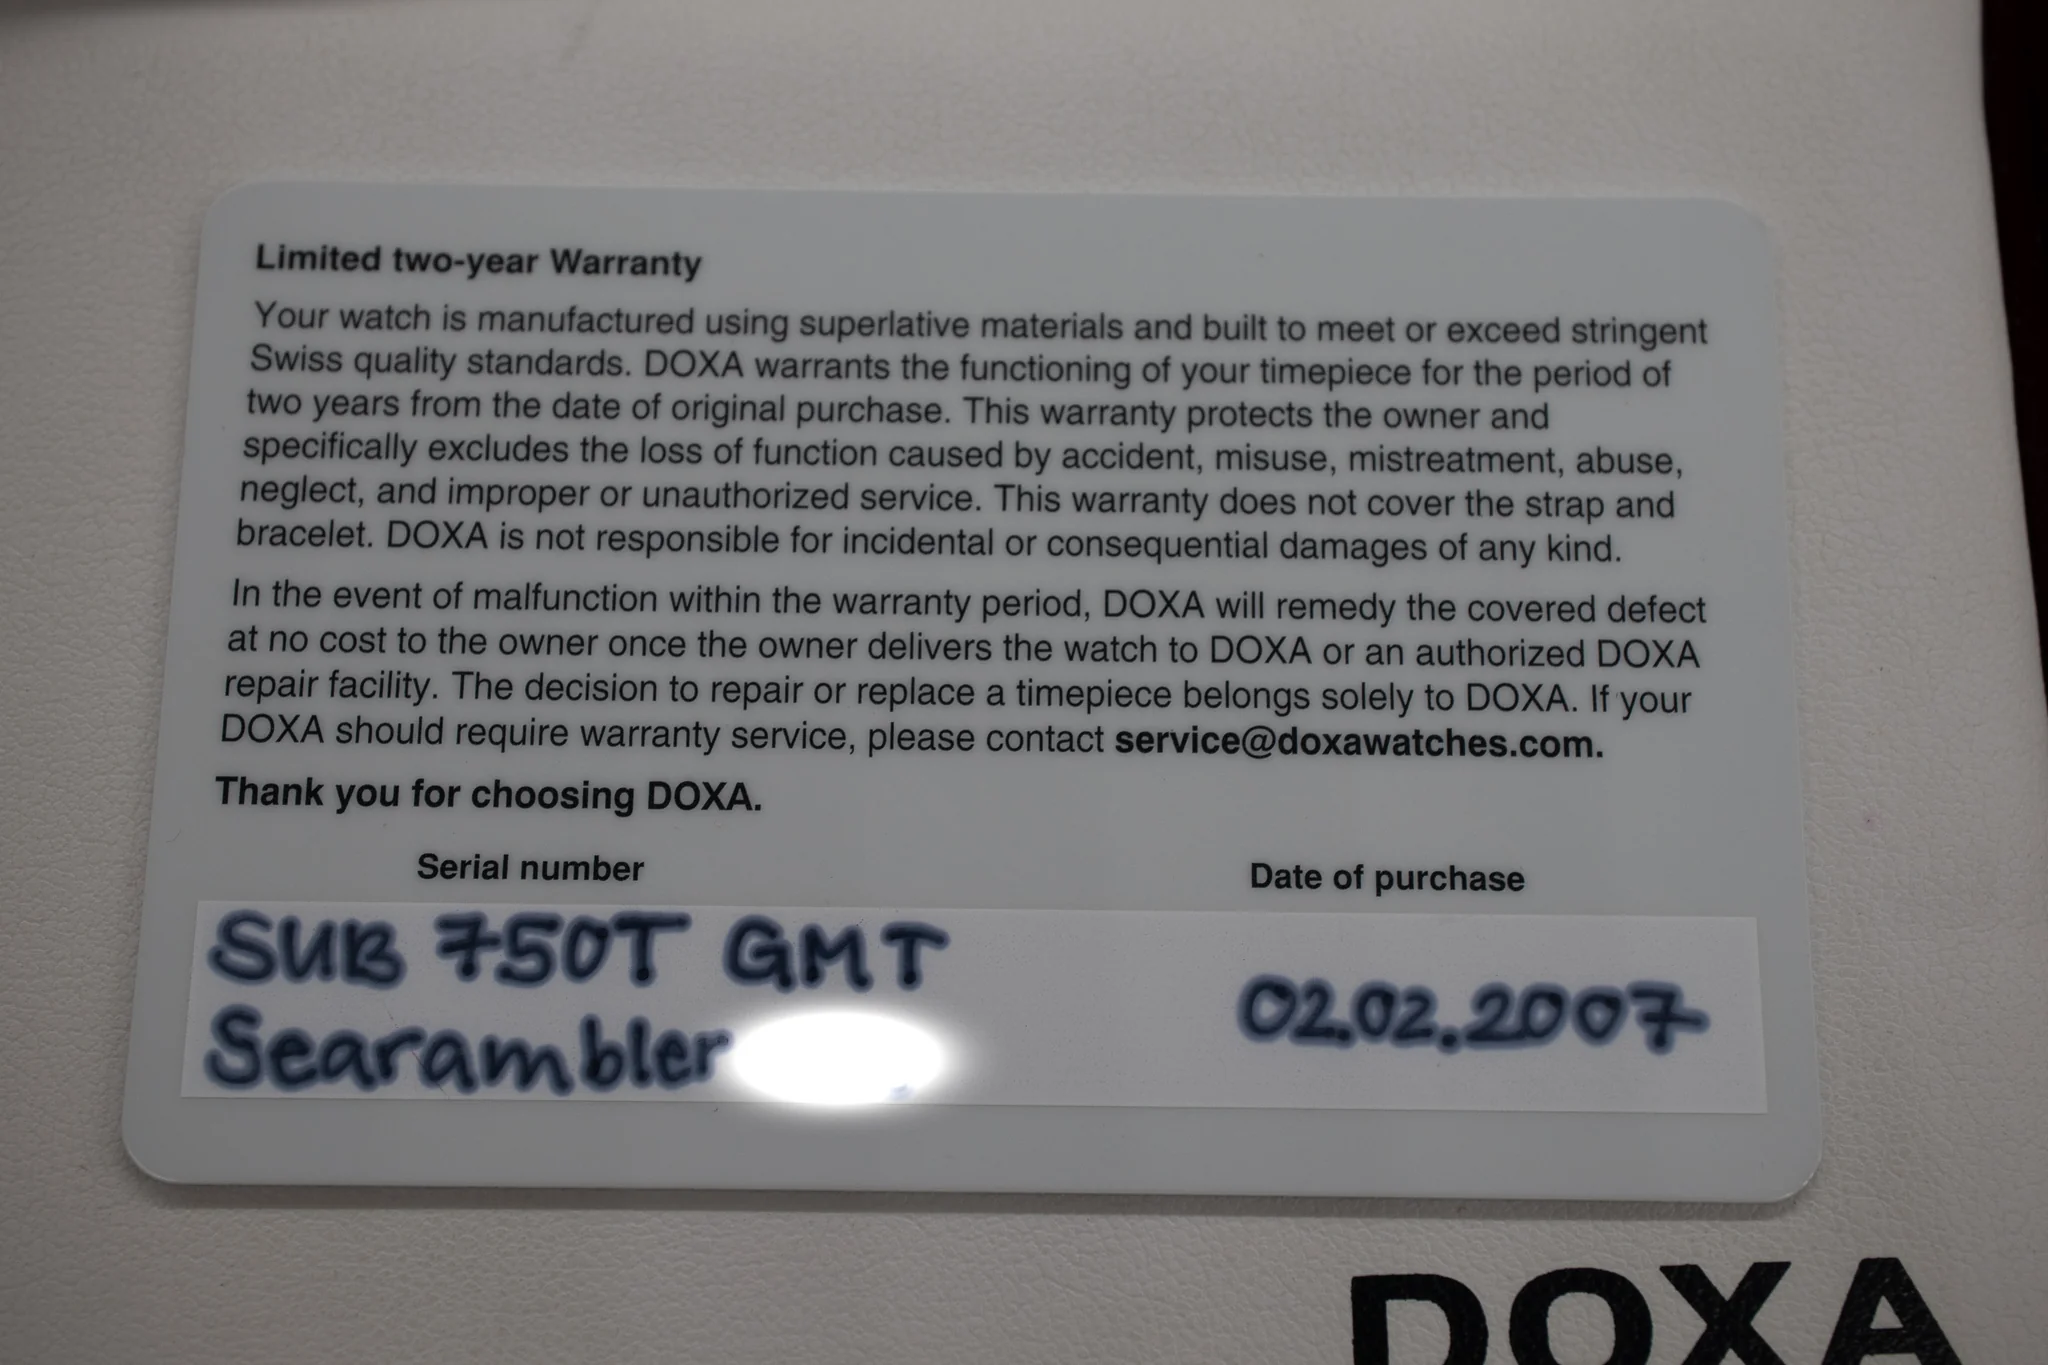 Limited two-year Warranty
Your watch is manufactured using superlative materials and built to meet or exceed stringent
Swiss quality standards. DOXA warrants the functioning of your timepiece for the period of
two years from the date of original purchase. This warranty protects the owner and
specifically excludes the loss of function caused by accident, misuse, mistreatment, abuse,
neglect, and improper or unauthorized service. This warranty does not cover the strap and
bracelet. DOXA is not responsible for incidental or consequential damages of any kind.
In the event of malfunction within the warranty period, DOXA will remedy the covered defect
at no cost to the owner once the owner delivers the watch to DOXA or an authorized DOXA
repair facility. The decision to repair or replace a timepiece belongs solely to DOXA. If your
DOXA should require warranty service, please contact service@doxawatches.com.
Thank you for choosing DOXA.
Serial number Date of purchase
SUB 750T GMT
Searambler 02.02.2007
DOXA